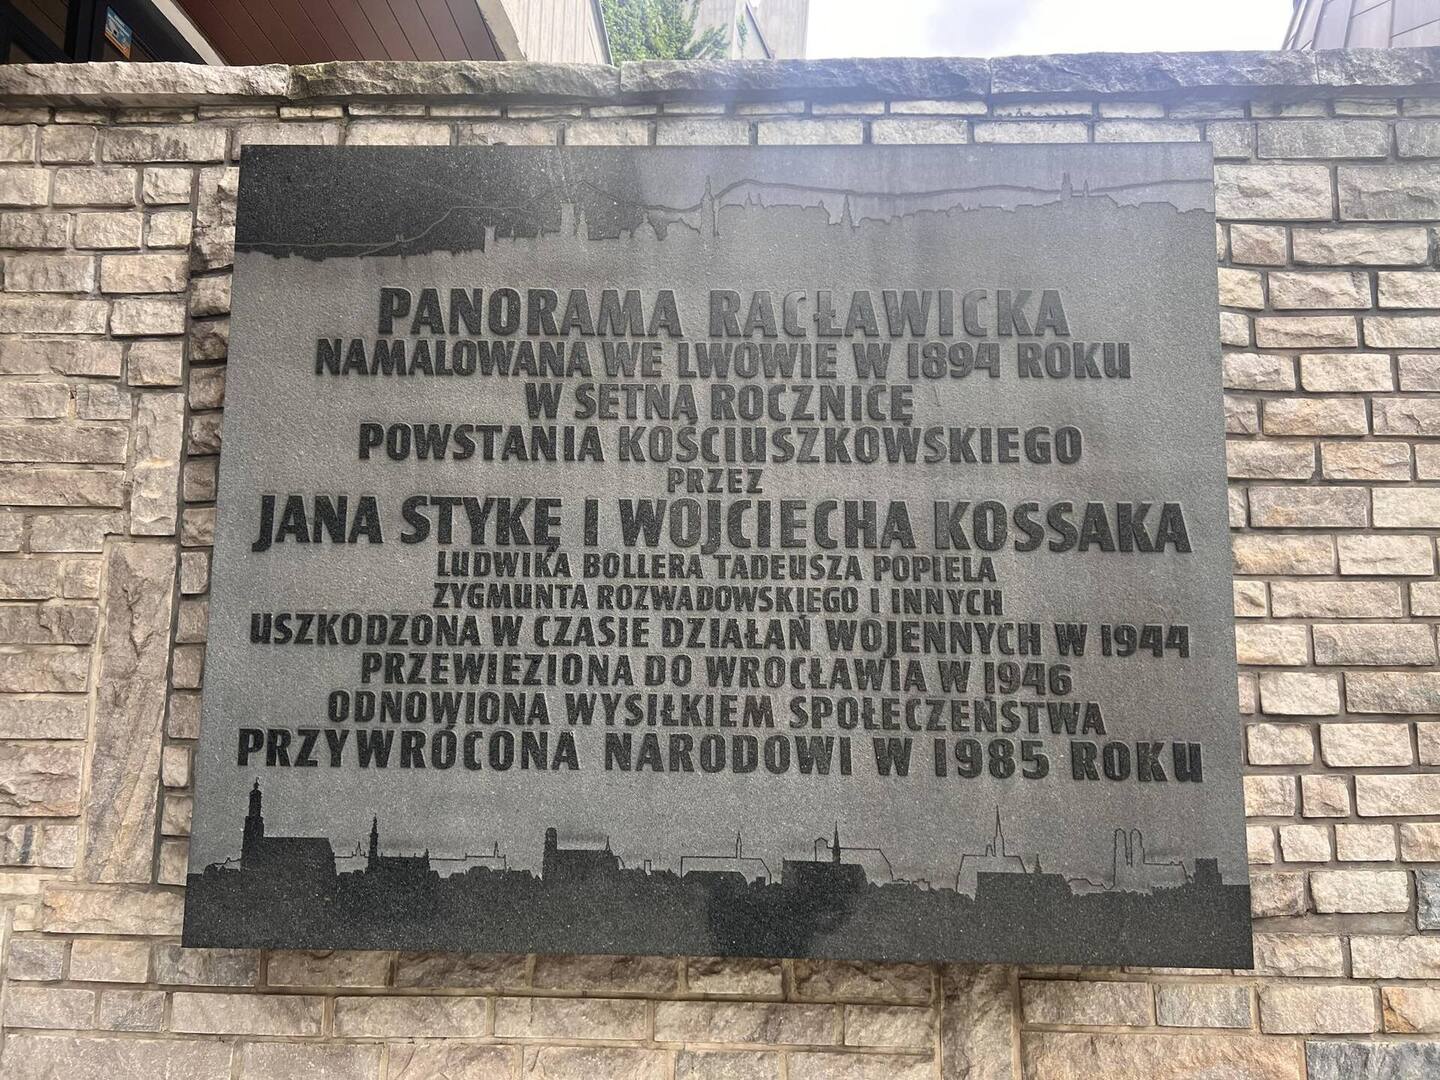 PANORAMA RACŁAWICKA
NAMALOWANA WE LWOWIE W 1894 ROKU
W SETNĄ ROCZNICĘ
POWSTANIA KOŚCIUSZKOWSKIEGO
PRZEZ
JANA STYKĘ I WOJCIECHA KOSSAKA
LUDWIKA BOLLERA TADEUSZA POPIELA
ZYGMUNTA ROZWADOWSKIEGO I INNYCH
USZKODZONA W CZASIE DZIAŁAŃ WOJENNYCH W 1944
PRZEWIEZIONA DO WROCŁAWIA W 1946
ODNOWIONA WYSIŁKIEM SPOŁECZEŃSTWA
PRZYWRÓCONA NARODOWI W 1985 ROKU